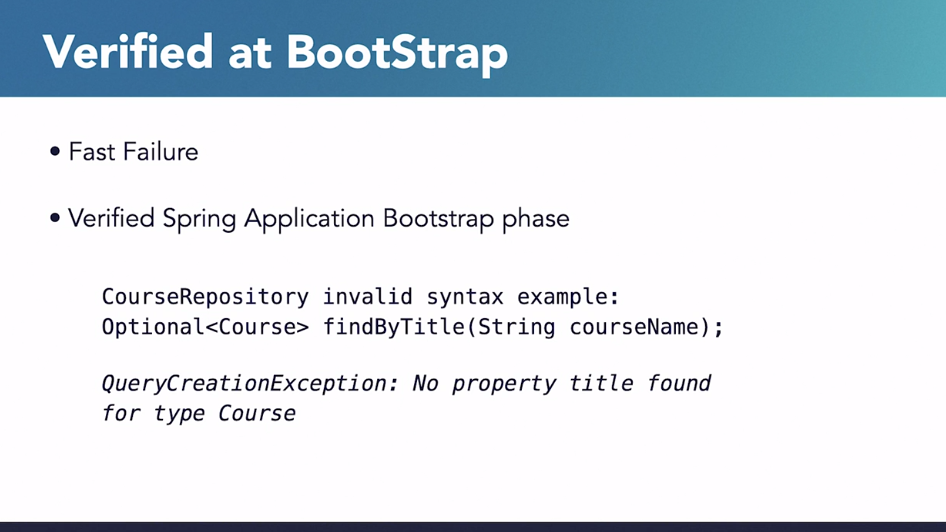 Verified at BootStrap
• Fast Failure
• Verified Spring Application Bootstrap phase
CourseRepository invalid syntax example:
Optional<Course> findByTitle(String courseName);
QueryCreationException: No property title found
for type Course